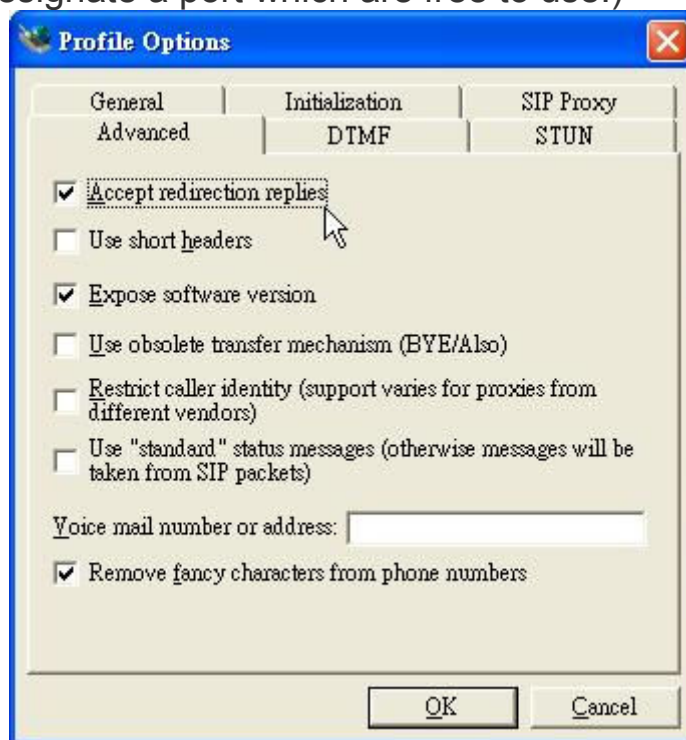 esignate a port which are free to use.)
Profile Options
General Initialization SIP Proxy
Advanced DTMF STUN
Accept redirection replies
Use short headers
Expose software version
Use obsolete transfer mechanism (BYE/Also)
Restrict caller identity (support varies for proxies from
different vendors)
Use "standard" status messages (otherwise messages will be
taken from SIP packets)
Voice mail number or address:
Remove fancy characters from phone numbers
OK Cancel